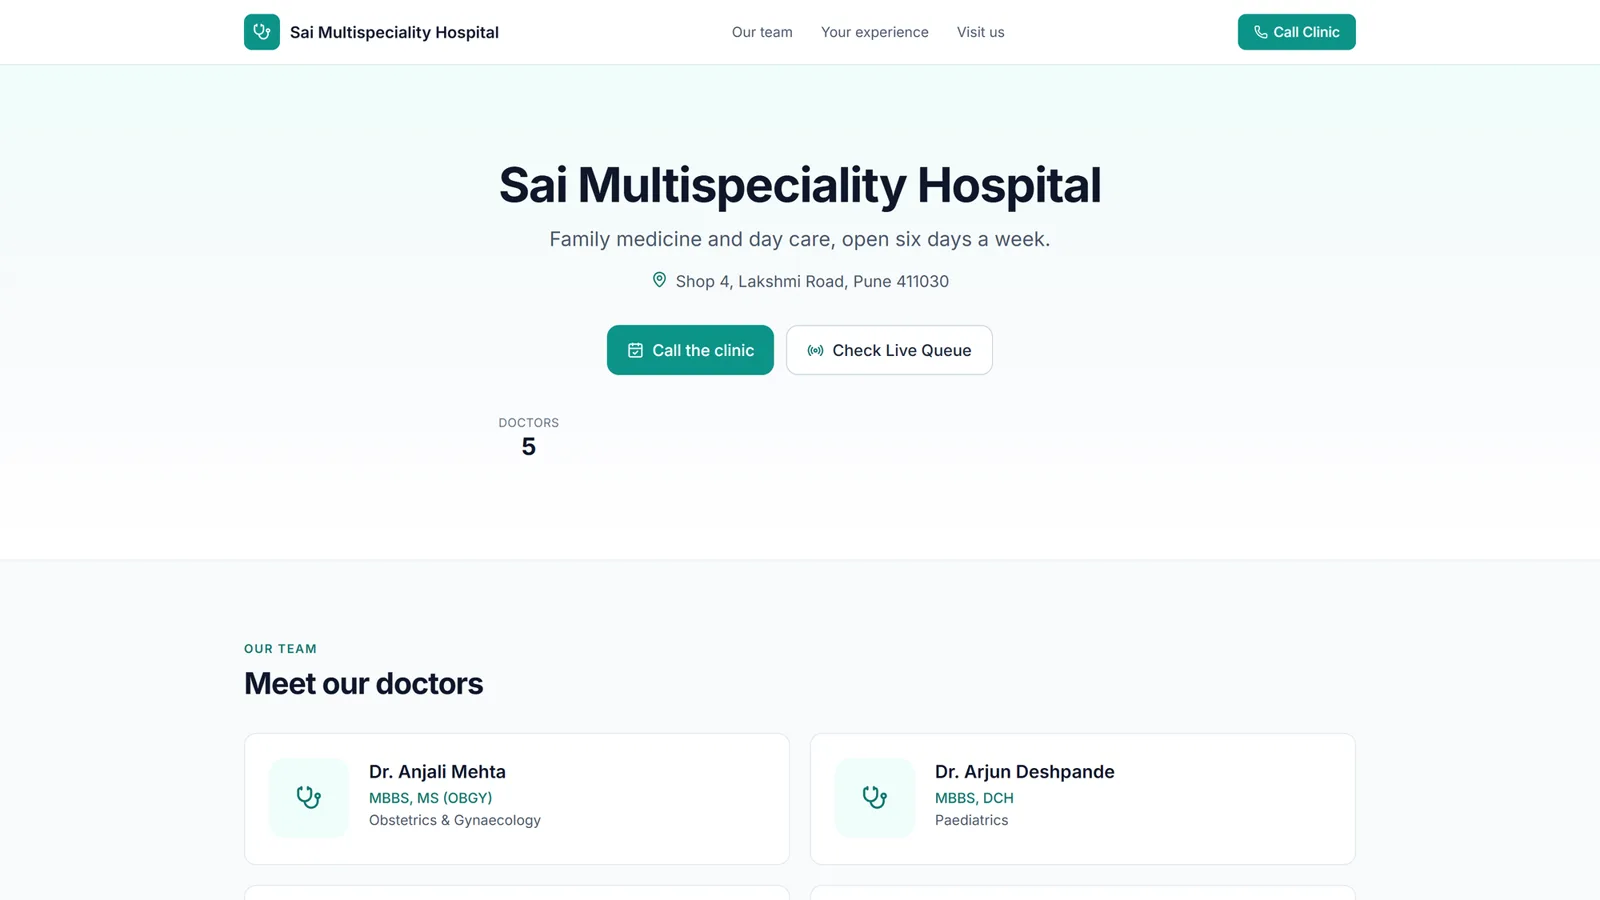 Sai Multispeciality Hospital
Our team
Your experience
Visit us
Call Clinic
Sai Multispeciality Hospital
Family medicine and day care, open six days a week.
Shop 4, Lakshmi Road, Pune 411030
Call the clinic
Check Live Queue
DOCTORS
5
OUR TEAM
Meet our doctors
Dr. Anjali Mehta
MBBS, MS (OBGY)
Obstetrics & Gynaecology
Dr. Arjun Deshpande
MBBS, DCH
Paediatrics